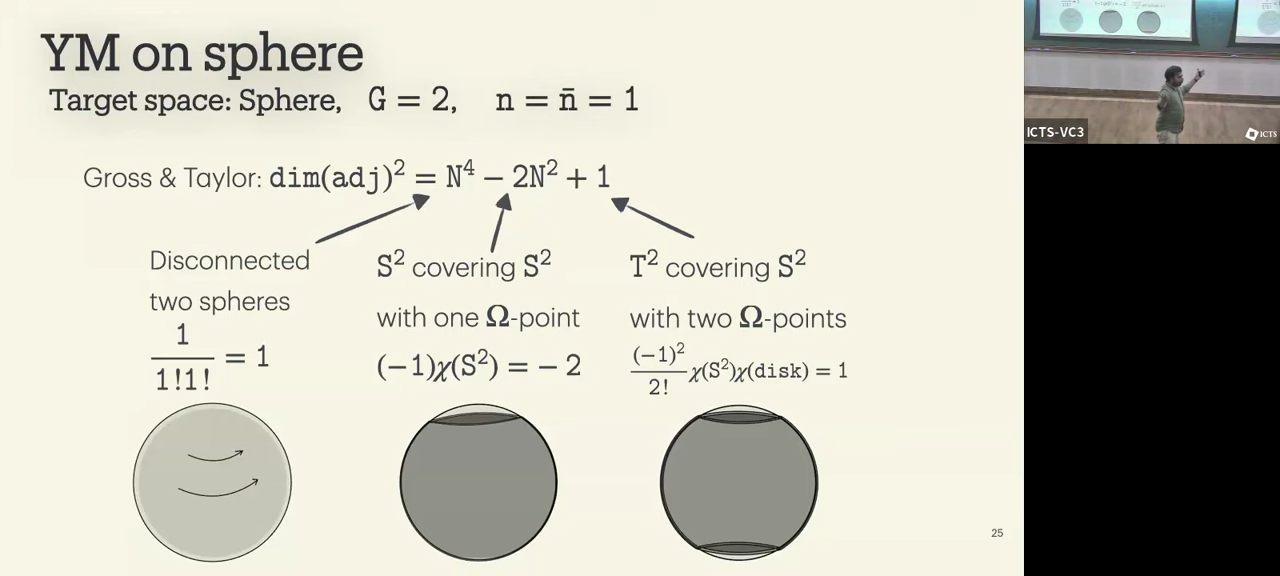 YM on sphere
Target space: Sphere, G = 2, n = n̄ = 1
Gross & Taylor: dim(adj)² = N⁴ − 2N² + 1
Disconnected
two spheres
1
1!1! = 1
S² covering S²
with one Ω-point
(−1)χ(S²) = − 2
T² covering S²
with two Ω-points
(−1)²
2! χ(S²)χ(disk) = 1
25
ICTS-VC3
ICTS